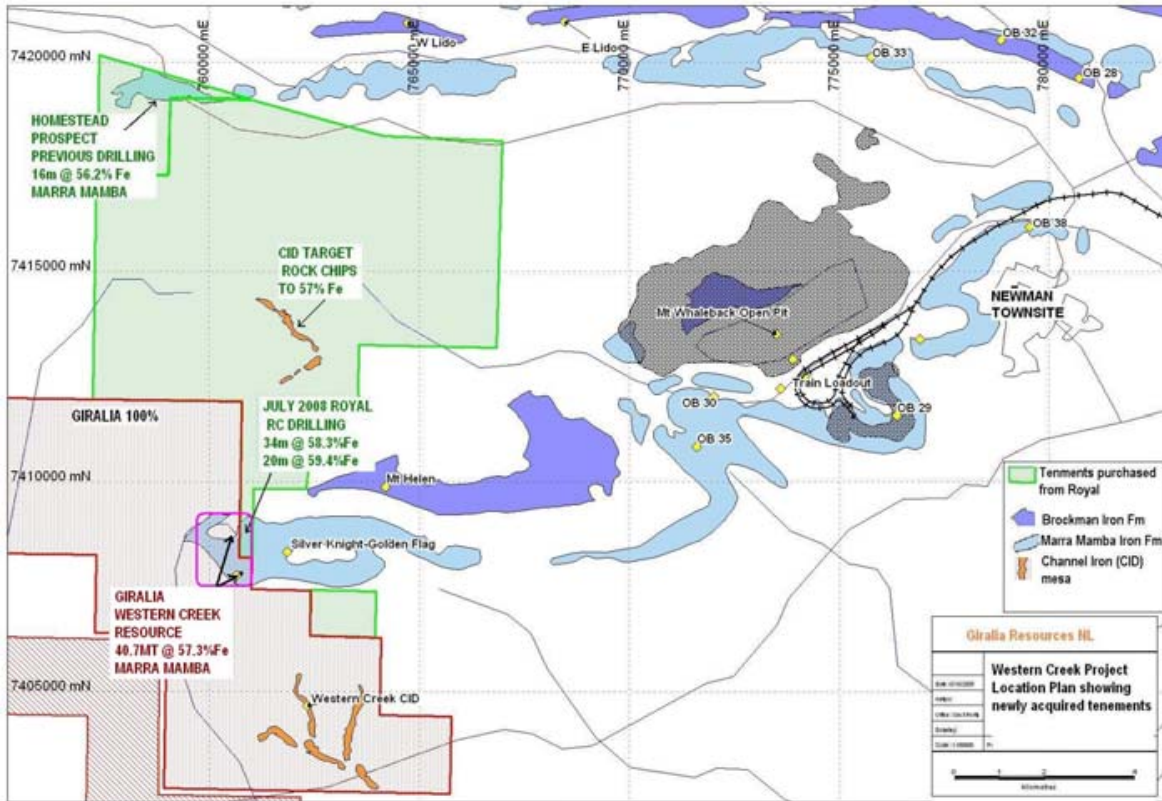 760000 mE
765000 mE
770000 mE
775000 mE
780000 mE
W Lido
E Lido
OB 33
OB 32
OB 28
7420000 mN
HOMESTEAD
PROSPECT
PREVIOUS DRILLING
16m @ 56.2% Fe
MARRA MAMBA
7415000 mN
CID TARGET
ROCK CHIPS
TO 57% Fe
OB 38
NEWMAN
TOWNSITE
Mt Whaleback Open Pit
Train Loadout
OB 30
OB 29
OB 35
GIRALIA 100%
JULY 2008 ROYAL
RC DRILLING
34m @ 58.3%Fe
20m @ 59.4%Fe
7410000 mN
Mt Helen
Silver Knight-Golden Flag
GIRALIA
WESTERN CREEK
RESOURCE
40.7MT @ 57.3%Fe
MARRA MAMBA
7405000 mN
Western Creek CID
Tenments purchased
from Royal
Brockman Iron Fm
Marra Mamba Iron Fm
Channel Iron (CID)
mesa
Giralia Resources NL
Western Creek Project
Location Plan showing
newly acquired tenements
0
2
kilometres